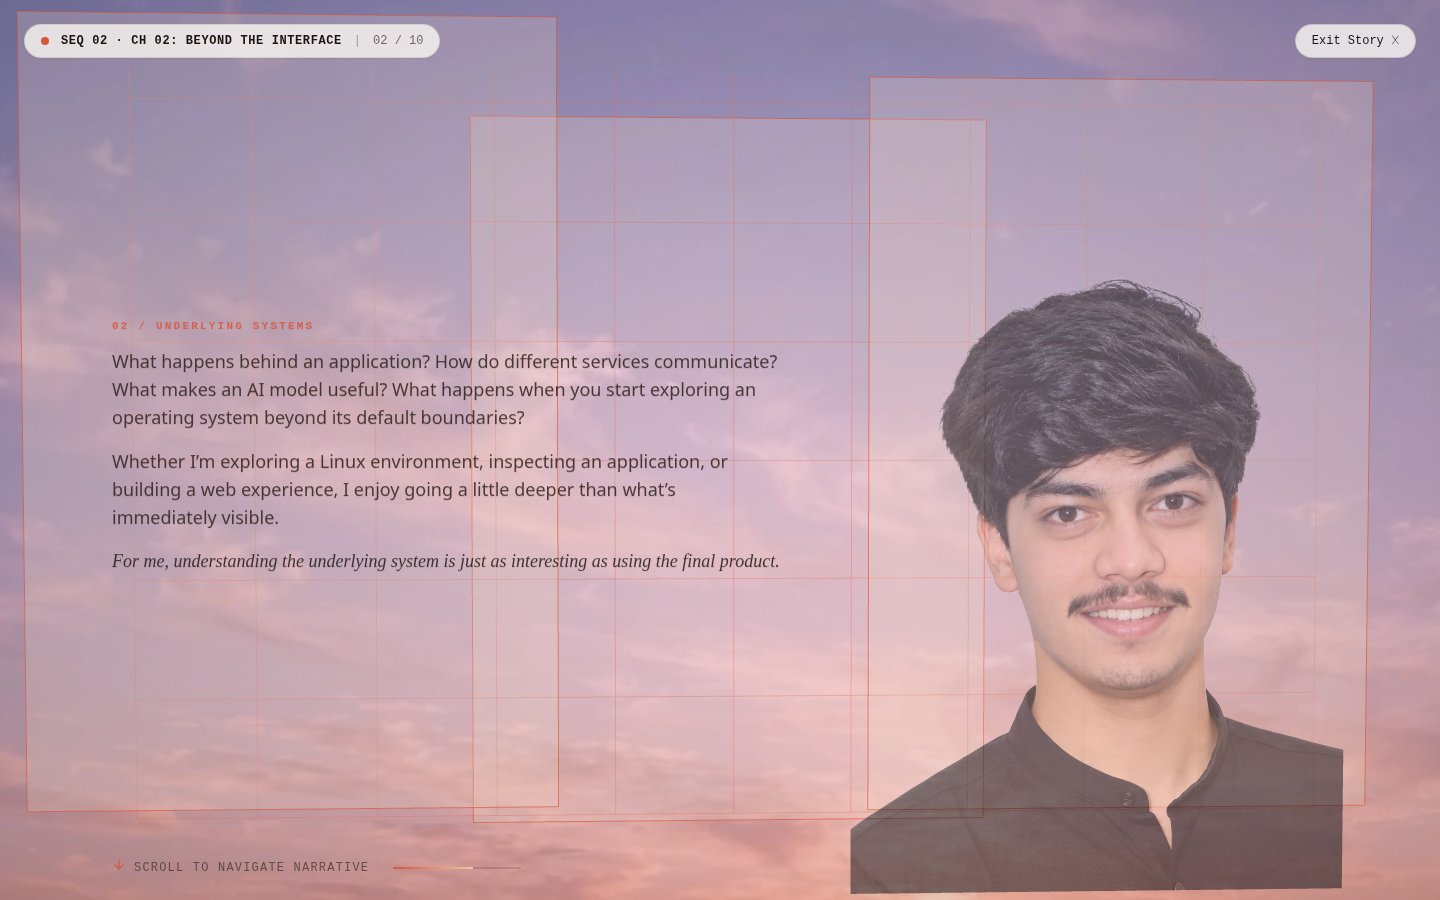 SEQ 02 · CH 02: BEYOND THE INTERFACE | 02 / 10
Exit Story X
02 / UNDERLYING SYSTEMS
What happens behind an application? How do different services communicate?
What makes an AI model useful? What happens when you start exploring an
operating system beyond its default boundaries?
Whether I'm exploring a Linux environment, inspecting an application, or
building a web experience, I enjoy going a little deeper than what's
immediately visible.
For me, understanding the underlying system is just as interesting as using the final product.
↓ SCROLL TO NAVIGATE NARRATIVE